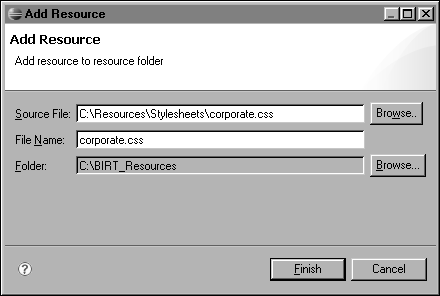 Add Resource
Add Resource
Add resource to resource folder
Source File: C:\Resources\Stylesheets\corporate.css Browse..
File Name: corporate.css
Folder: C:\BIRT_Resources Browse...
? Finish Cancel